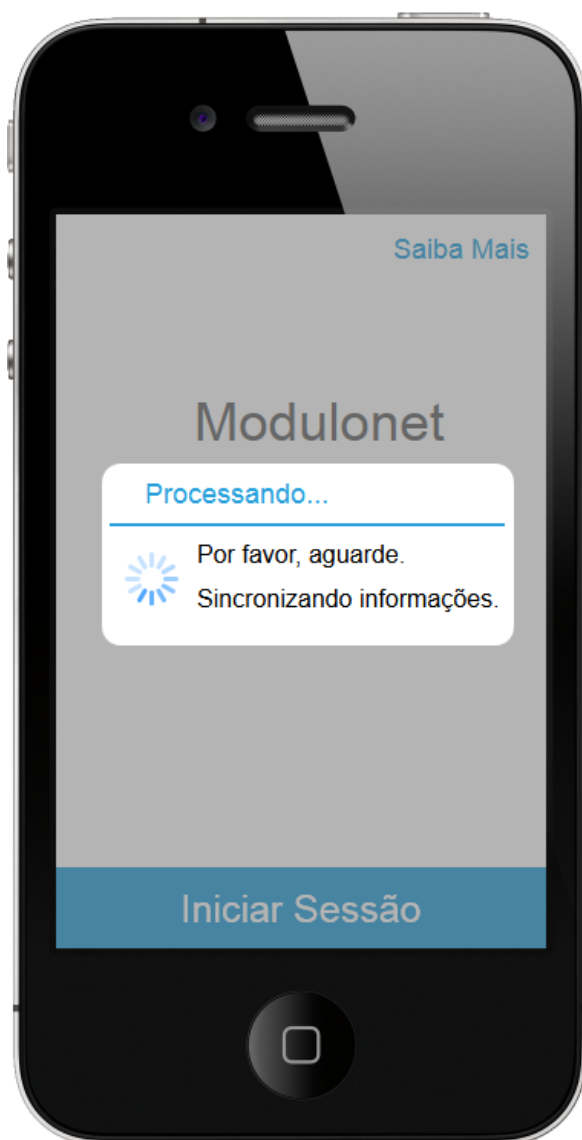 Saiba Mais
Modulonet
Processando...
Por favor, aguarde.
Sincronizando informações.
Iniciar Sessão